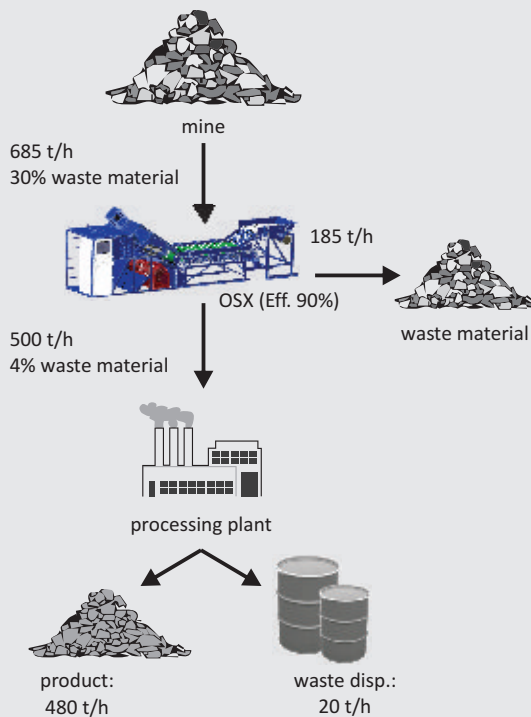 mine
685 t/h
30% waste material
185 t/h
OSX (Eff. 90%)
waste material
500 t/h
4% waste material
processing plant
product:
480 t/h
waste disp.:
20 t/h